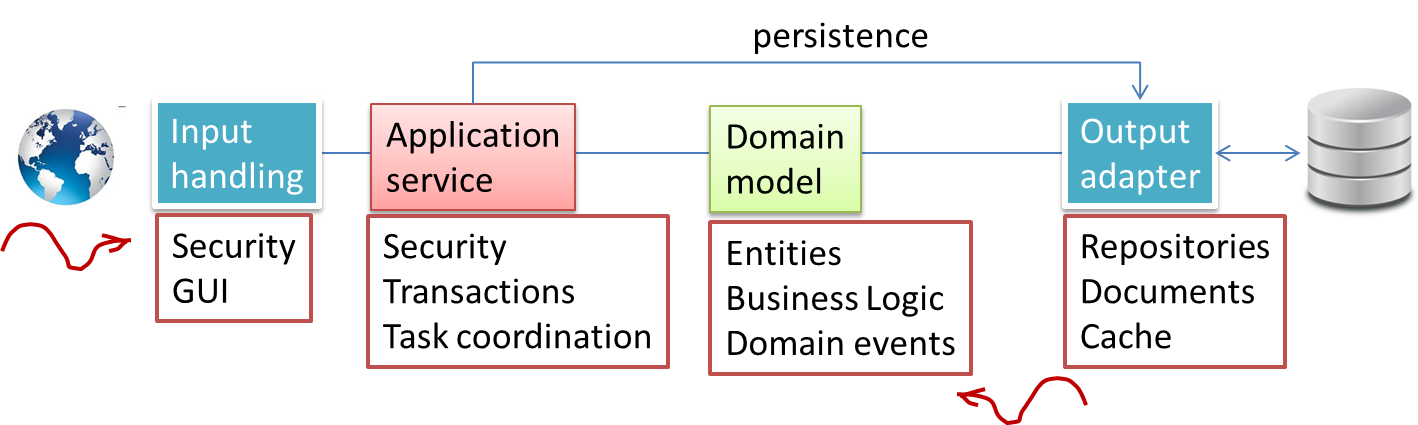 persistence
Input
handling
Application
service
Domain
model
Output
adapter
Security
GUI
Security
Transactions
Task coordination
Entities
Business Logic
Domain events
Repositories
Documents
Cache